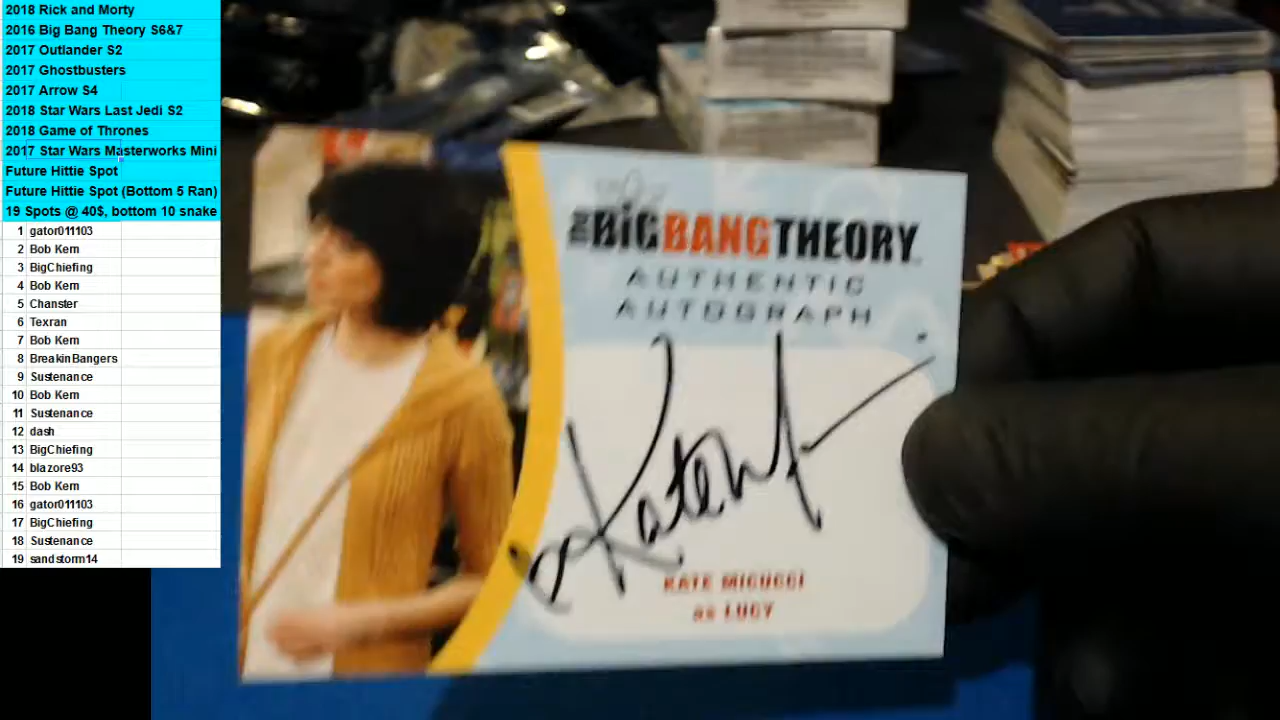 2018 Rick and Morty
2016 Big Bang Theory S6&7
2017 Outlander S2
2017 Ghostbusters
2017 Arrow S4
2018 Star Wars Last Jedi S2
2018 Game of Thrones
2017 Star Wars Masterworks Mini
Future Hittie Spot
Future Hittie Spot (Bottom 5 Ran)
19 Spots @ 40$, bottom 10 snake
1 gator011103
2 Bob Kern
3 BigChiefing
4 Bob Kern
5 Chanster
6 Texran
7 Bob Kern
8 BreakinBangers
9 Sustenance
10 Bob Kern
11 Sustenance
12 dash
13 BigChiefing
14 blazore93
15 Bob Kern
16 gator011103
17 BigChiefing
18 Sustenance
19 sandstorm14
THE BiG BANG THEORY
AUTHENTIC
AUTOGRAPH
Kate
KATE MICUCCI
as LUCY